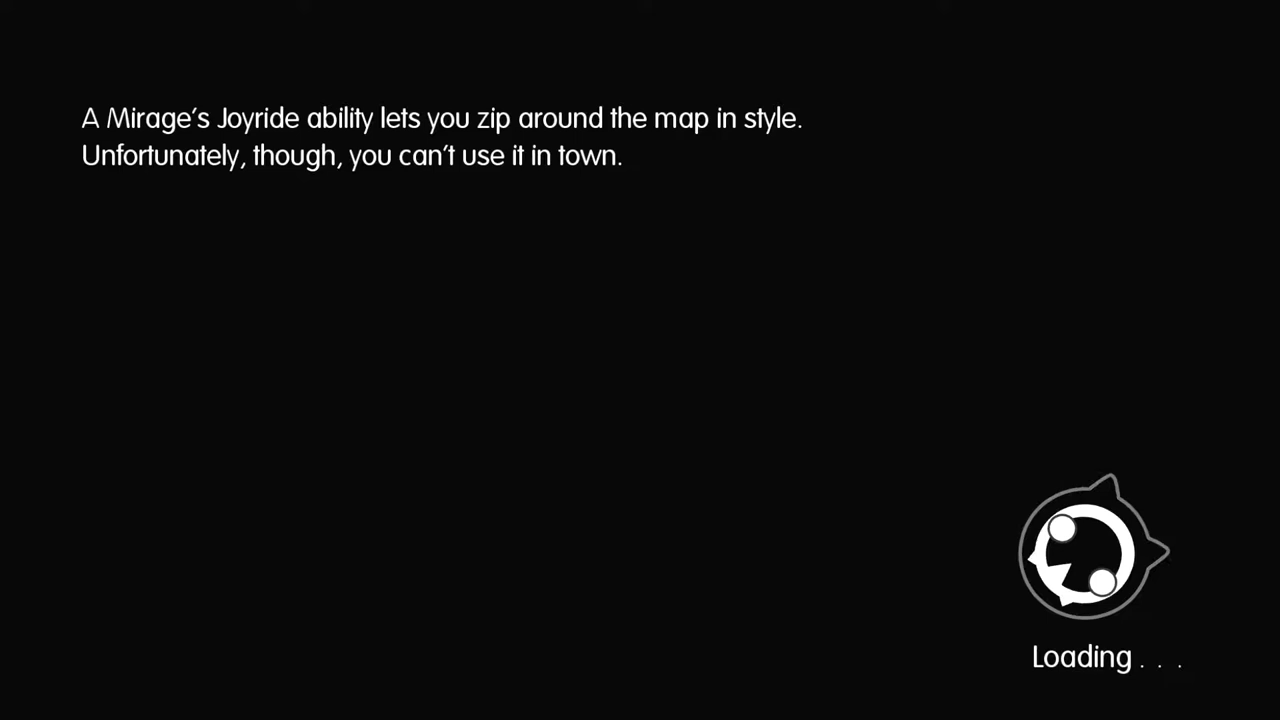 A Mirage's Joyride ability lets you zip around the map in style.
Unfortunately, though, you can't use it in town.
Loading . . .